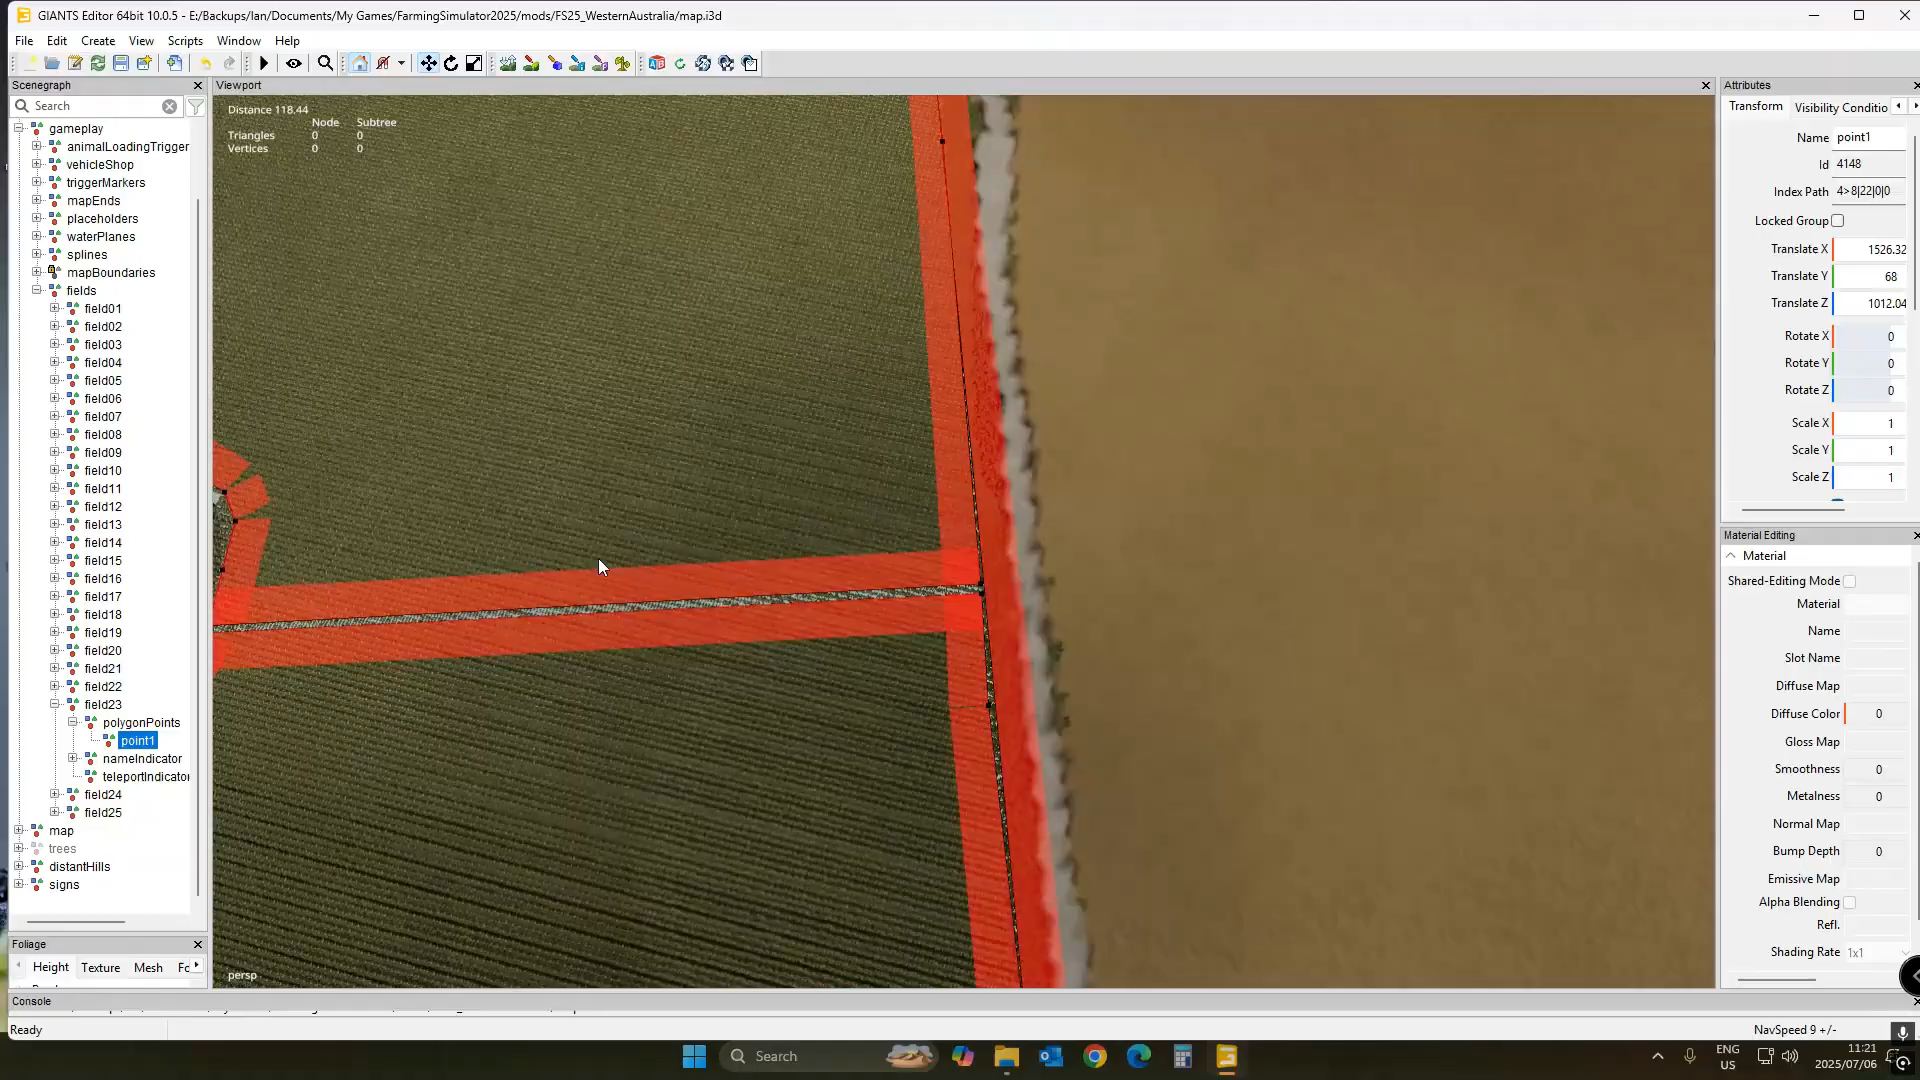 GIANTS Editor 64bit 10.0.5 - E:/Backups/Ian/Documents/My Games/FarmingSimulator2025/mods/FS25_WesternAustralia/map.i3d
File Edit Create View Scripts Window Help
Scenegraph
Search
gameplay
animalLoadingTrigger
vehicleShop
triggerMarkers
mapEnds
placeholders
waterPlanes
splines
mapBoundaries
fields
field01
field02
field03
field04
field05
field06
field07
field08
field09
field10
field11
field12
field13
field14
field15
field16
field17
field18
field19
field20
field21
field22
field23
polygonPoints
point1
nameIndicator
teleportIndicator
field24
field25
map
trees
distantHills
signs
Foliage
Height Texture Mesh Fo
Viewport
Distance 118.44
Node Subtree
Triangles 0 0
Vertices 0 0
persp
Attributes
Transform Visibility Conditio
Name point1
Id 4148
Index Path 4>8|22|0|0
Locked Group
Translate X 1526.32
Translate Y 68
Translate Z 1012.04
Rotate X 0
Rotate Y 0
Rotate Z 0
Scale X 1
Scale Y 1
Scale Z 1
Material Editing
Material
Shared-Editing Mode
Material
Name
Slot Name
Diffuse Map
Diffuse Color 0
Gloss Map
Smoothness 0
Metalness 0
Normal Map
Bump Depth 0
Emissive Map
Alpha Blending
Refl.
Shading Rate 1x1
Console
Ready
NavSpeed 9 +/-
Search
ENG
US
11:21
2025/07/06